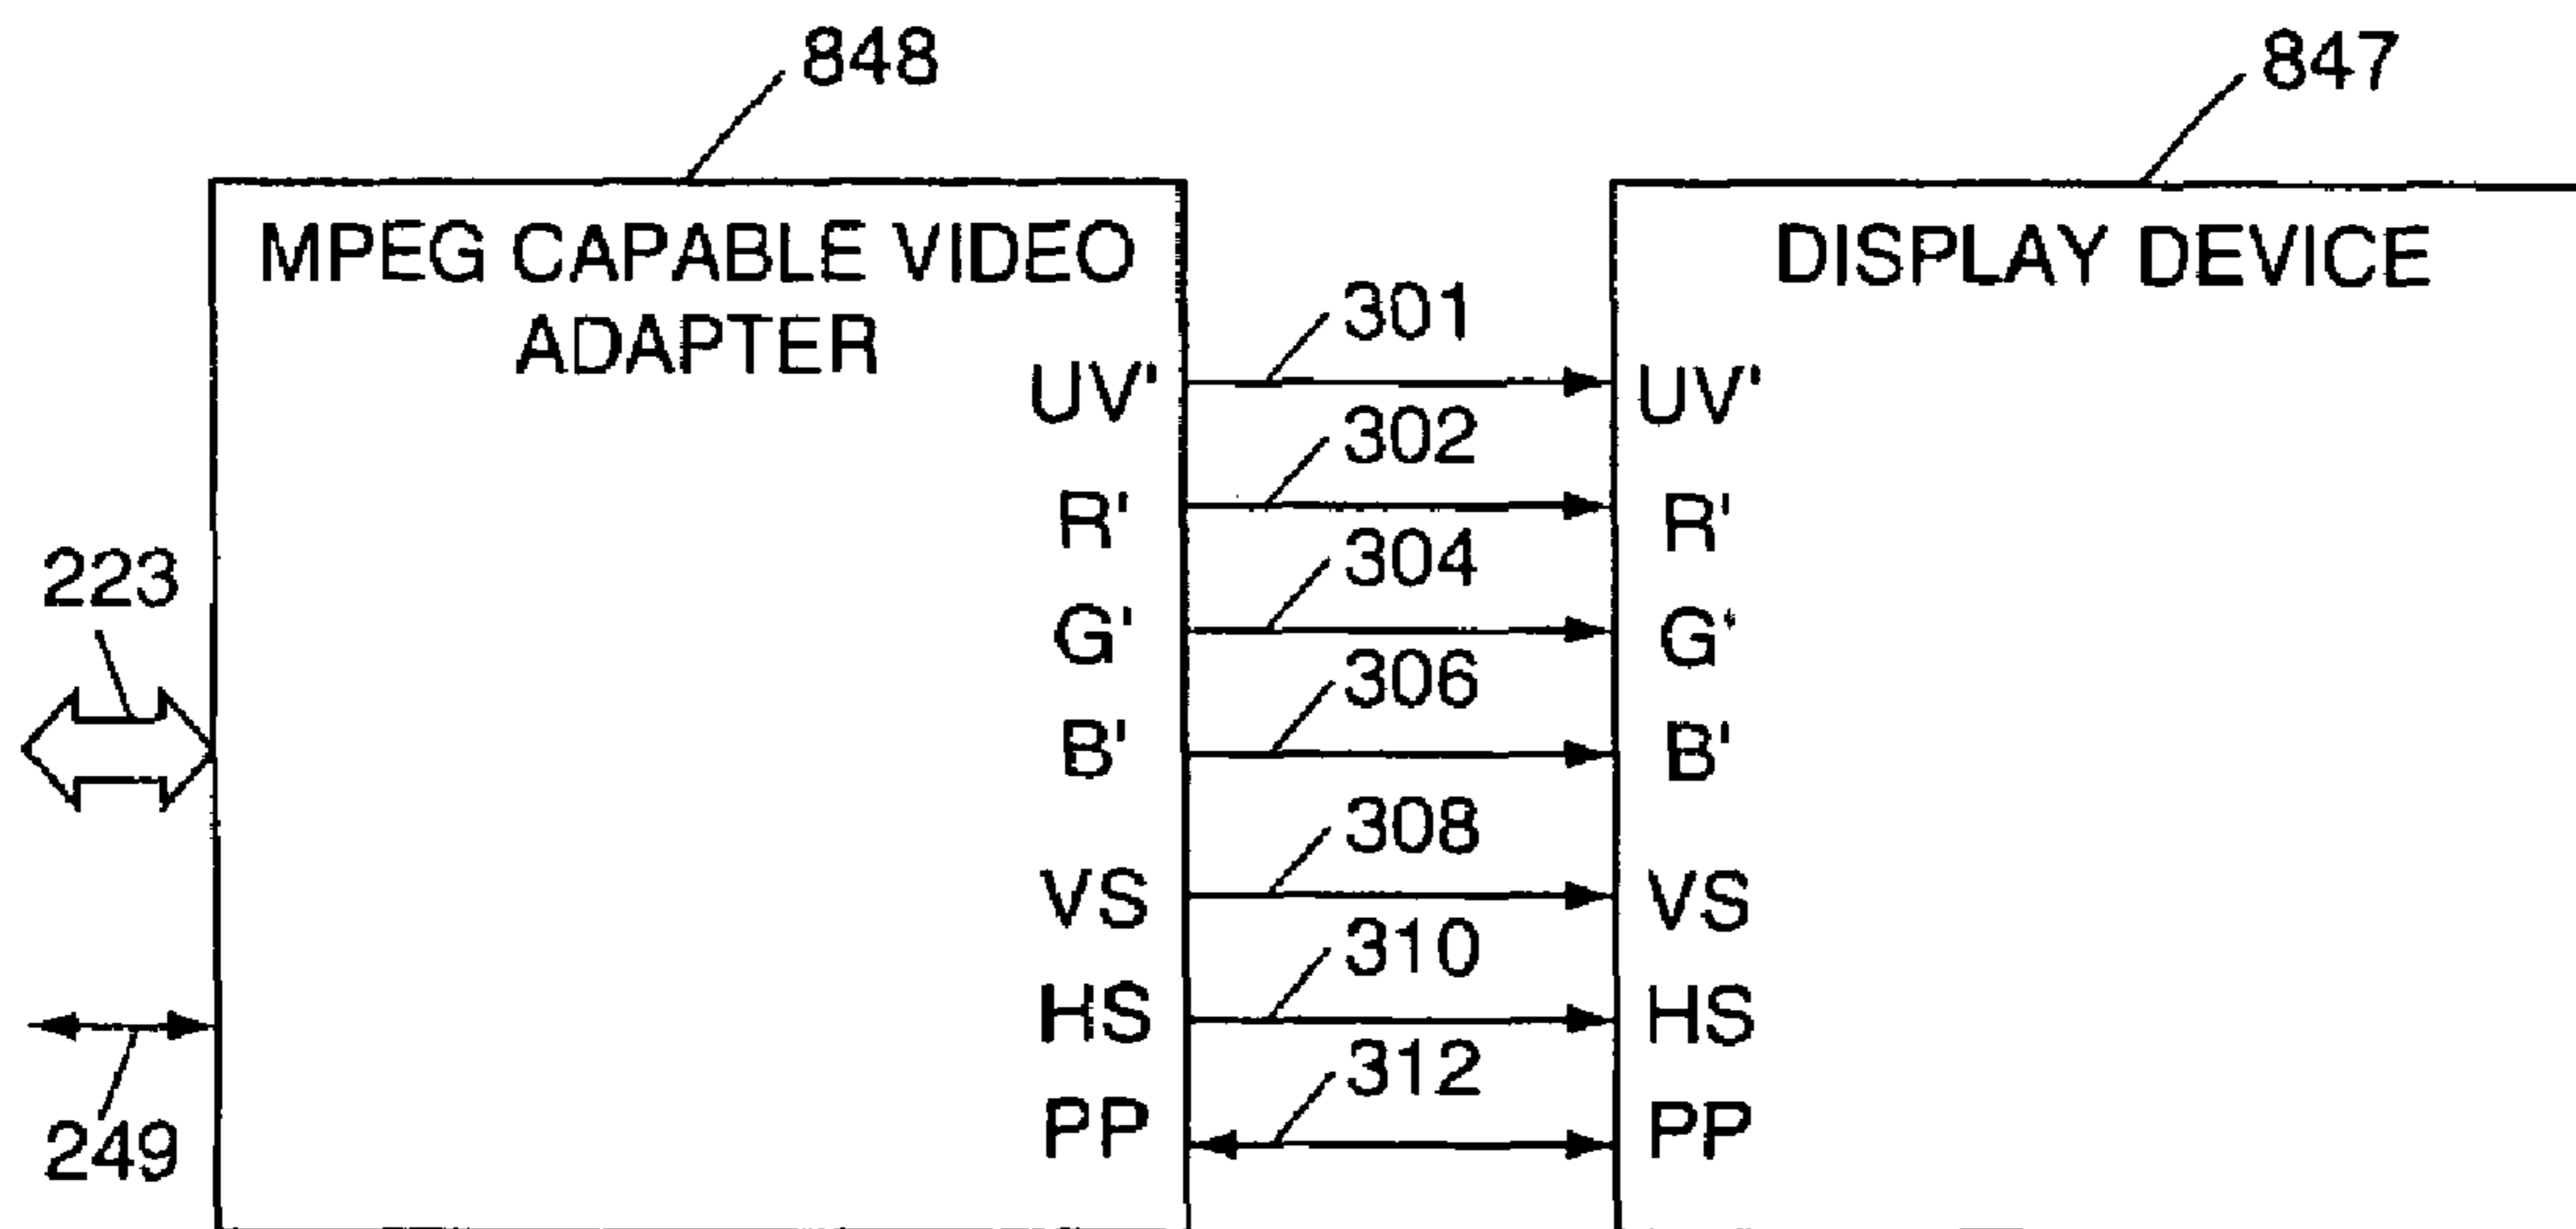 848
847
MPEG CAPABLE VIDEO
ADAPTER
DISPLAY DEVICE
301
UV'
UV'
302
R'
R'
304
G'
G'
223
306
B'
B'
308
VS
VS
310
HS
HS
312
PP
PP
249